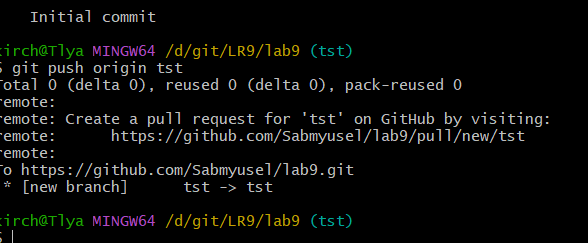 Initial commit
circh@Tlya MINGW64 /d/git/LR9/lab9 (tst)
$ git push origin tst
Total 0 (delta 0), reused 0 (delta 0), pack-reused 0
remote:
remote: Create a pull request for 'tst' on GitHub by visiting:
remote:      https://github.com/Sabmyusel/lab9/pull/new/tst
remote:
To https://github.com/Sabmyusel/lab9.git
* [new branch]      tst -> tst
circh@Tlya MINGW64 /d/git/LR9/lab9 (tst)
$